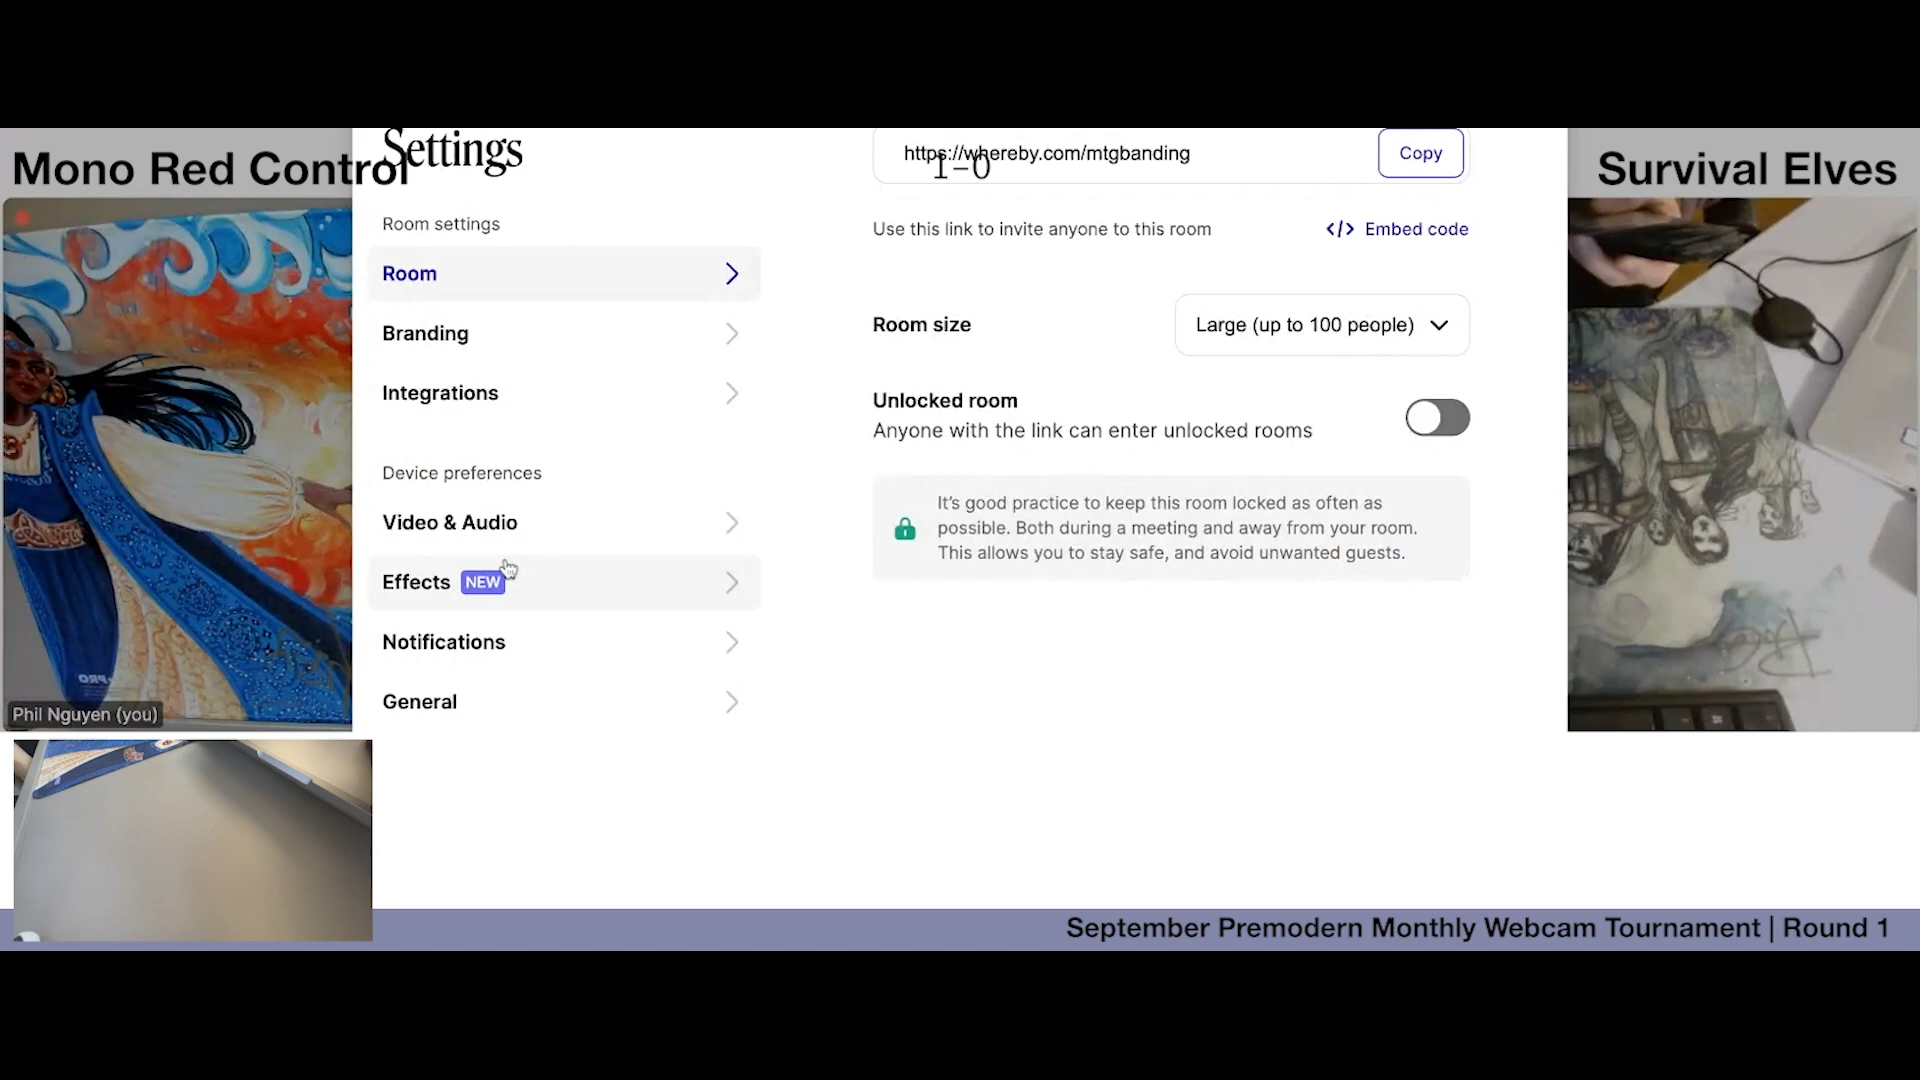 Mono Red Control
Settings
https://whereby.com/mtgbanding
Copy
1-0
Survival Elves
Room settings
Use this link to invite anyone to this room
</> Embed code
Room
Branding
Integrations
Room size
Large (up to 100 people)
Unlocked room
Anyone with the link can enter unlocked rooms
Device preferences
Video & Audio
Effects NEW
Notifications
General
It's good practice to keep this room locked as often as
possible. Both during a meeting and away from your room.
This allows you to stay safe, and avoid unwanted guests.
Phil Nguyen (you)
September Premodern Monthly Webcam Tournament | Round 1